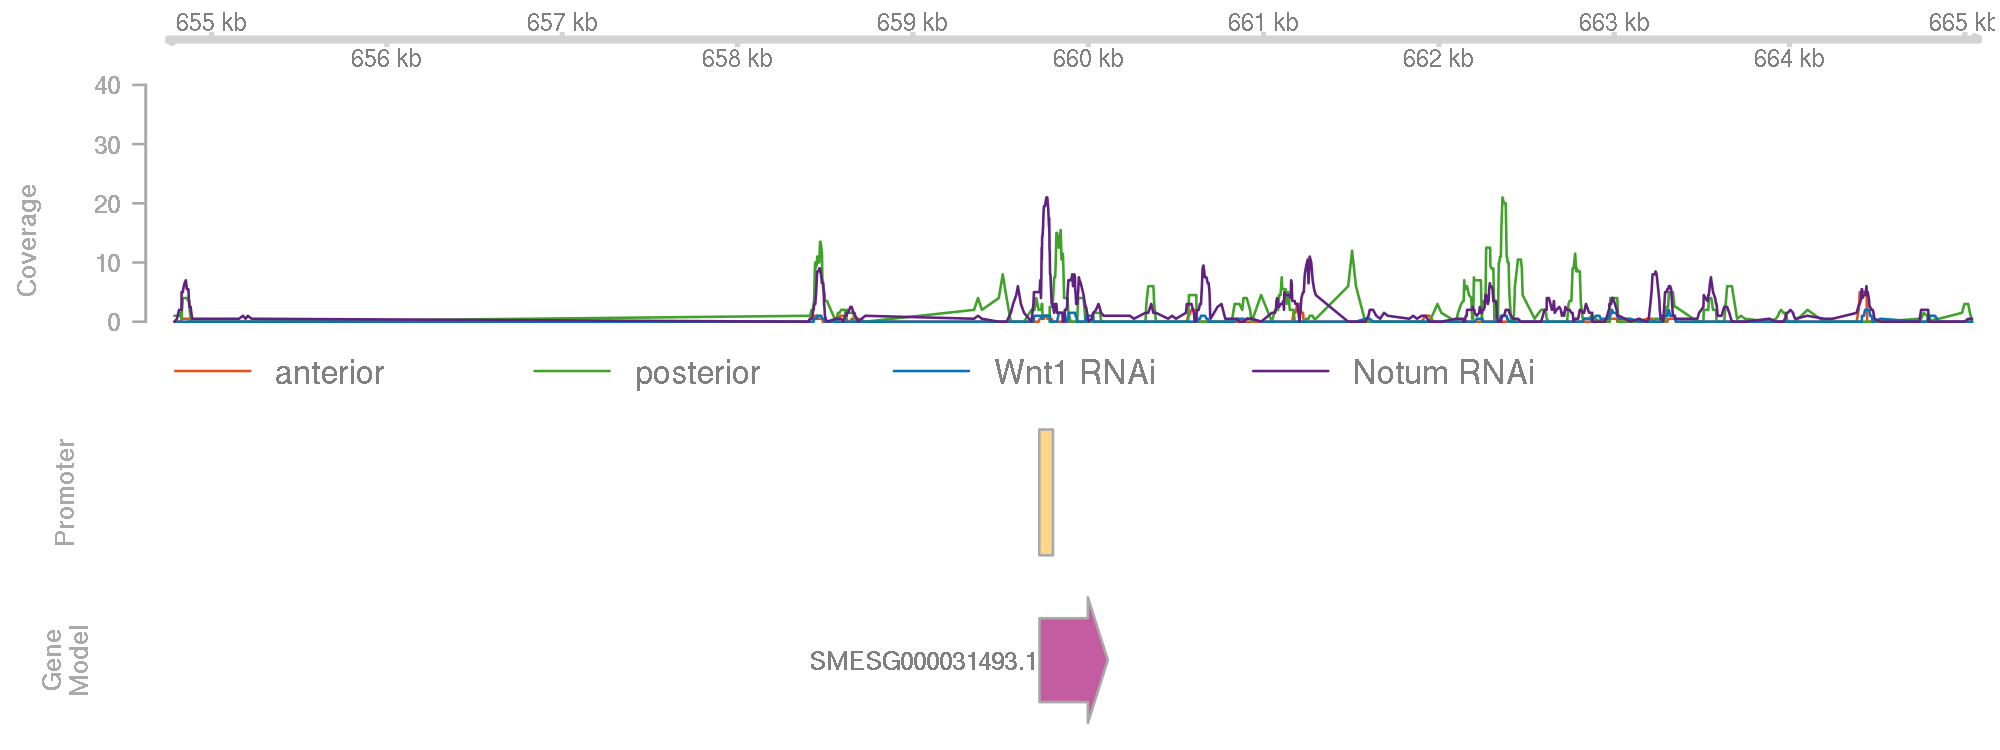 655 kb 657 kb 659 kb 661 kb 663 kb 665 kb
656 kb 658 kb 660 kb 662 kb 664 kb
Coverage
40
30
20
10
0
anterior posterior Wnt1 RNAi Notum RNAi
Promoter
Gene
Model
SMESG000031493.1